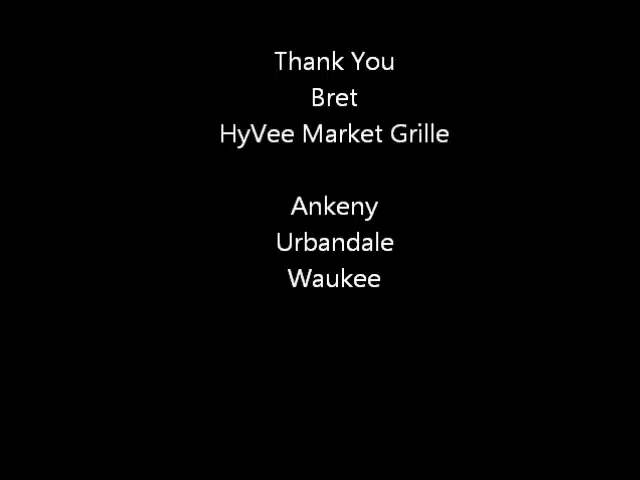 Thank You
Bret
HyVee Market Grille
Ankeny
Urbandale
Waukee